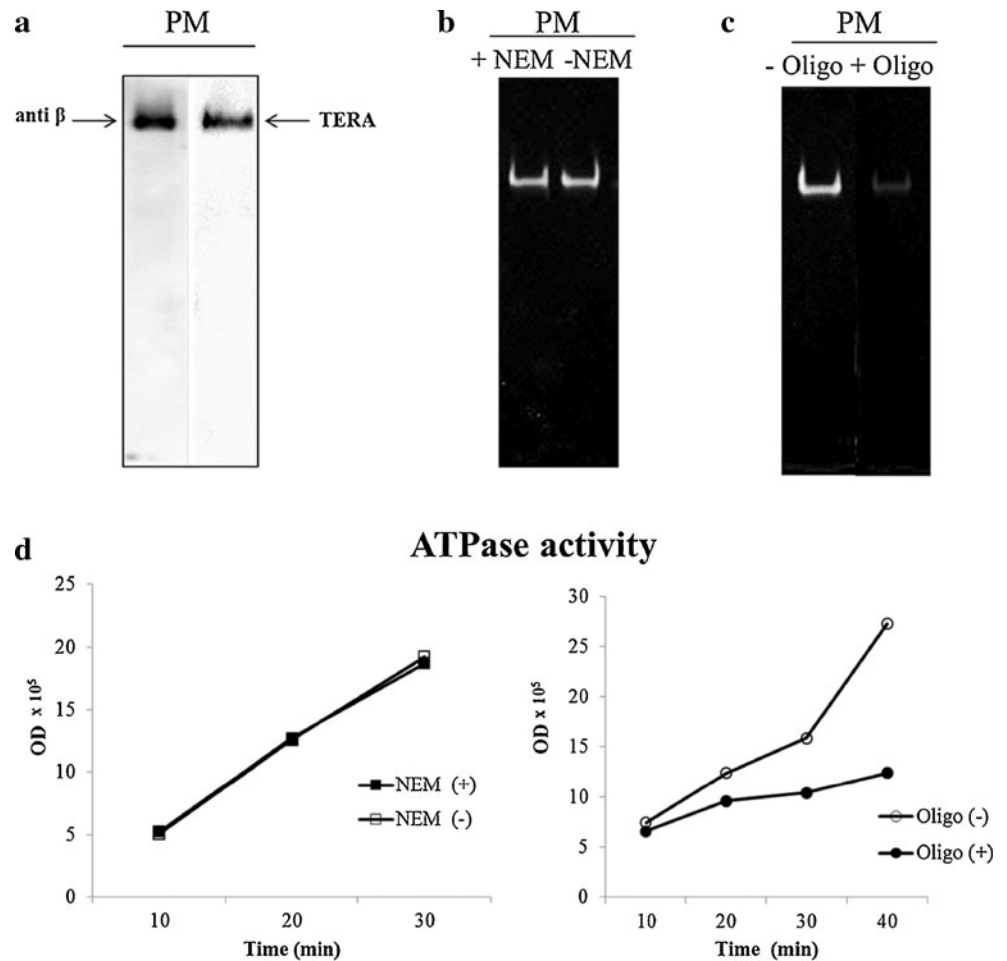 a
PM
anti β
TERA
b
PM
+ NEM -NEM
c
PM
- Oligo + Oligo
d
ATPase activity
25
20
15
10
5
0
OD x 10⁵
10 20 30
Time (min)
NEM (+)
NEM (-)
30
25
20
15
10
5
0
OD x 10⁵
10 20 30 40
Time (min)
Oligo (-)
Oligo (+)